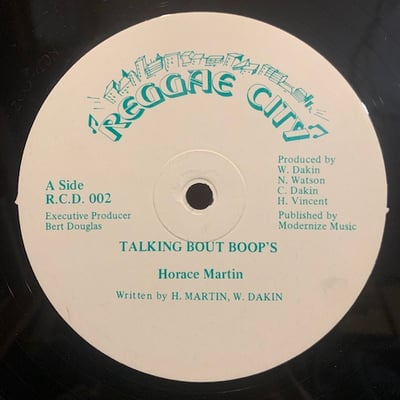 REGGAE CITY
A Side
R.C.D. 002
Executive Producer
Bert Douglas
Produced by
W. Dakin
N. Watson
C. Dakin
H. Vincent
Published by
Modernize Music
TALKING BOUT BOOP'S
Horace Martin
Written by H. MARTIN, W. DAKIN